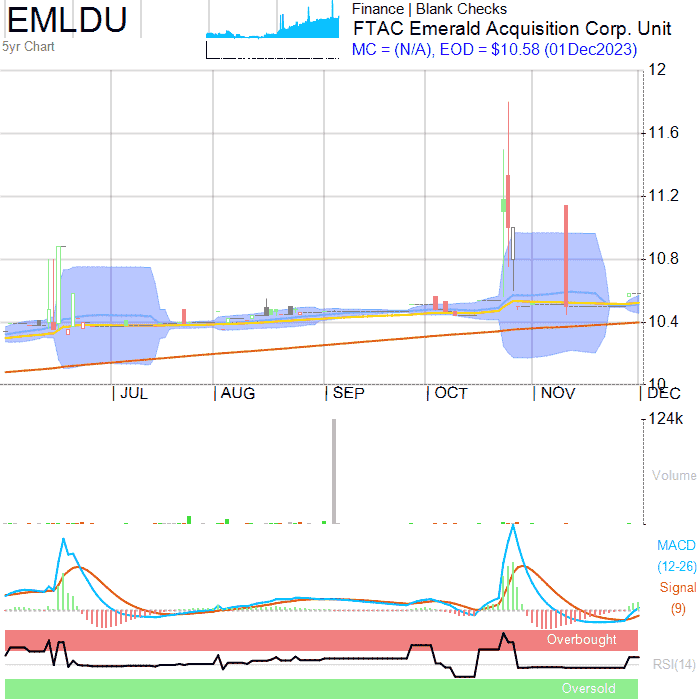 EMLDU
5yr Chart
Finance | Blank Checks
FTAC Emerald Acquisition Corp. Unit
MC = (N/A), EOD = $10.58 (01Dec2023)
12
11.6
11.2
10.8
10.4
10
JUL AUG SEP OCT NOV DEC
124k
Volume
MACD
(12-26)
Signal
(9)
Overbought
RSI(14)
Oversold